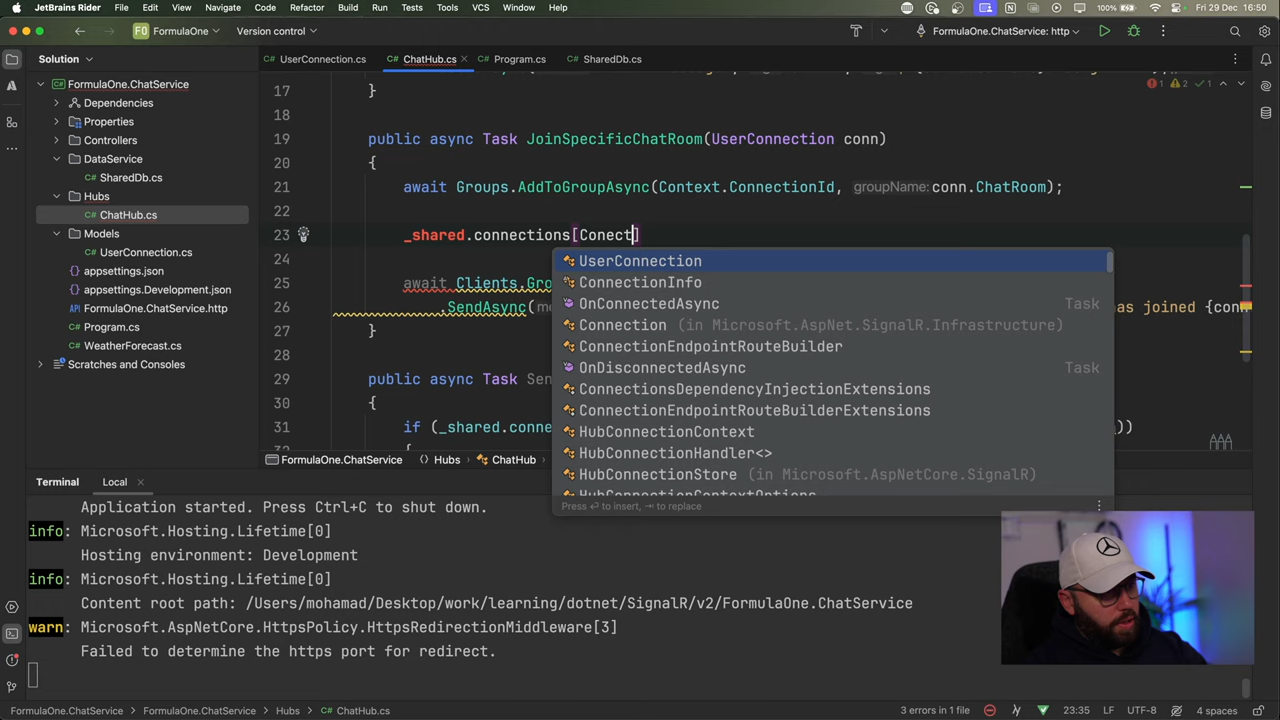 JetBrains Rider File Edit View Navigate Code Refactor Build Run Tests Tools VCS Window Help 100% Fri 29 Dec 16:50
FO FormulaOne Version control FormulaOne.ChatService: http
Solution UserConnection.cs ChatHub.cs Program.cs SharedDb.cs
FormulaOne.ChatService
Dependencies
Properties
Controllers
DataService
SharedDb.cs
Hubs
ChatHub.cs
Models
UserConnection.cs
appsettings.json
appsettings.Development.json
FormulaOne.ChatService.http
Program.cs
WeatherForecast.cs
Scratches and Consoles
1 2 1
17 }
18
19 public async Task JoinSpecificChatRoom(UserConnection conn)
20 {
21 await Groups.AddToGroupAsync(Context.ConnectionId, groupName: conn.ChatRoom);
22
23 _shared.connections[Conect]
24
25 await Clients.Gro
26 .SendAsync( as joined {conn
27 }
28
29 public async Task Sen
30 {
31 if (_shared.conne ))
32 {
UserConnection
ConnectionInfo
OnConnectedAsync Task
Connection (in Microsoft.AspNet.SignalR.Infrastructure)
ConnectionEndpointRouteBuilder
OnDisconnectedAsync Task
ConnectionsDependencyInjectionExtensions
ConnectionEndpointRouteBuilderExtensions
HubConnectionContext
HubConnectionHandler<>
HubConnectionStore (in Microsoft.AspNetCore.SignalR)
HubConnectionContextOptions
Press ↵ to insert, ⇥ to replace
FormulaOne.ChatService Hubs ChatHub
Terminal Local
Application started. Press Ctrl+C to shut down.
info: Microsoft.Hosting.Lifetime[0]
Hosting environment: Development
info: Microsoft.Hosting.Lifetime[0]
Content root path: /Users/mohamad/Desktop/work/learning/dotnet/SignalR/v2/FormulaOne.ChatService
warn: Microsoft.AspNetCore.HttpsPolicy.HttpsRedirectionMiddleware[3]
Failed to determine the https port for redirect.
FormulaOne.ChatService FormulaOne.ChatService Hubs ChatHub.cs 3 errors in 1 file 23:35 LF UTF-8 4 spaces